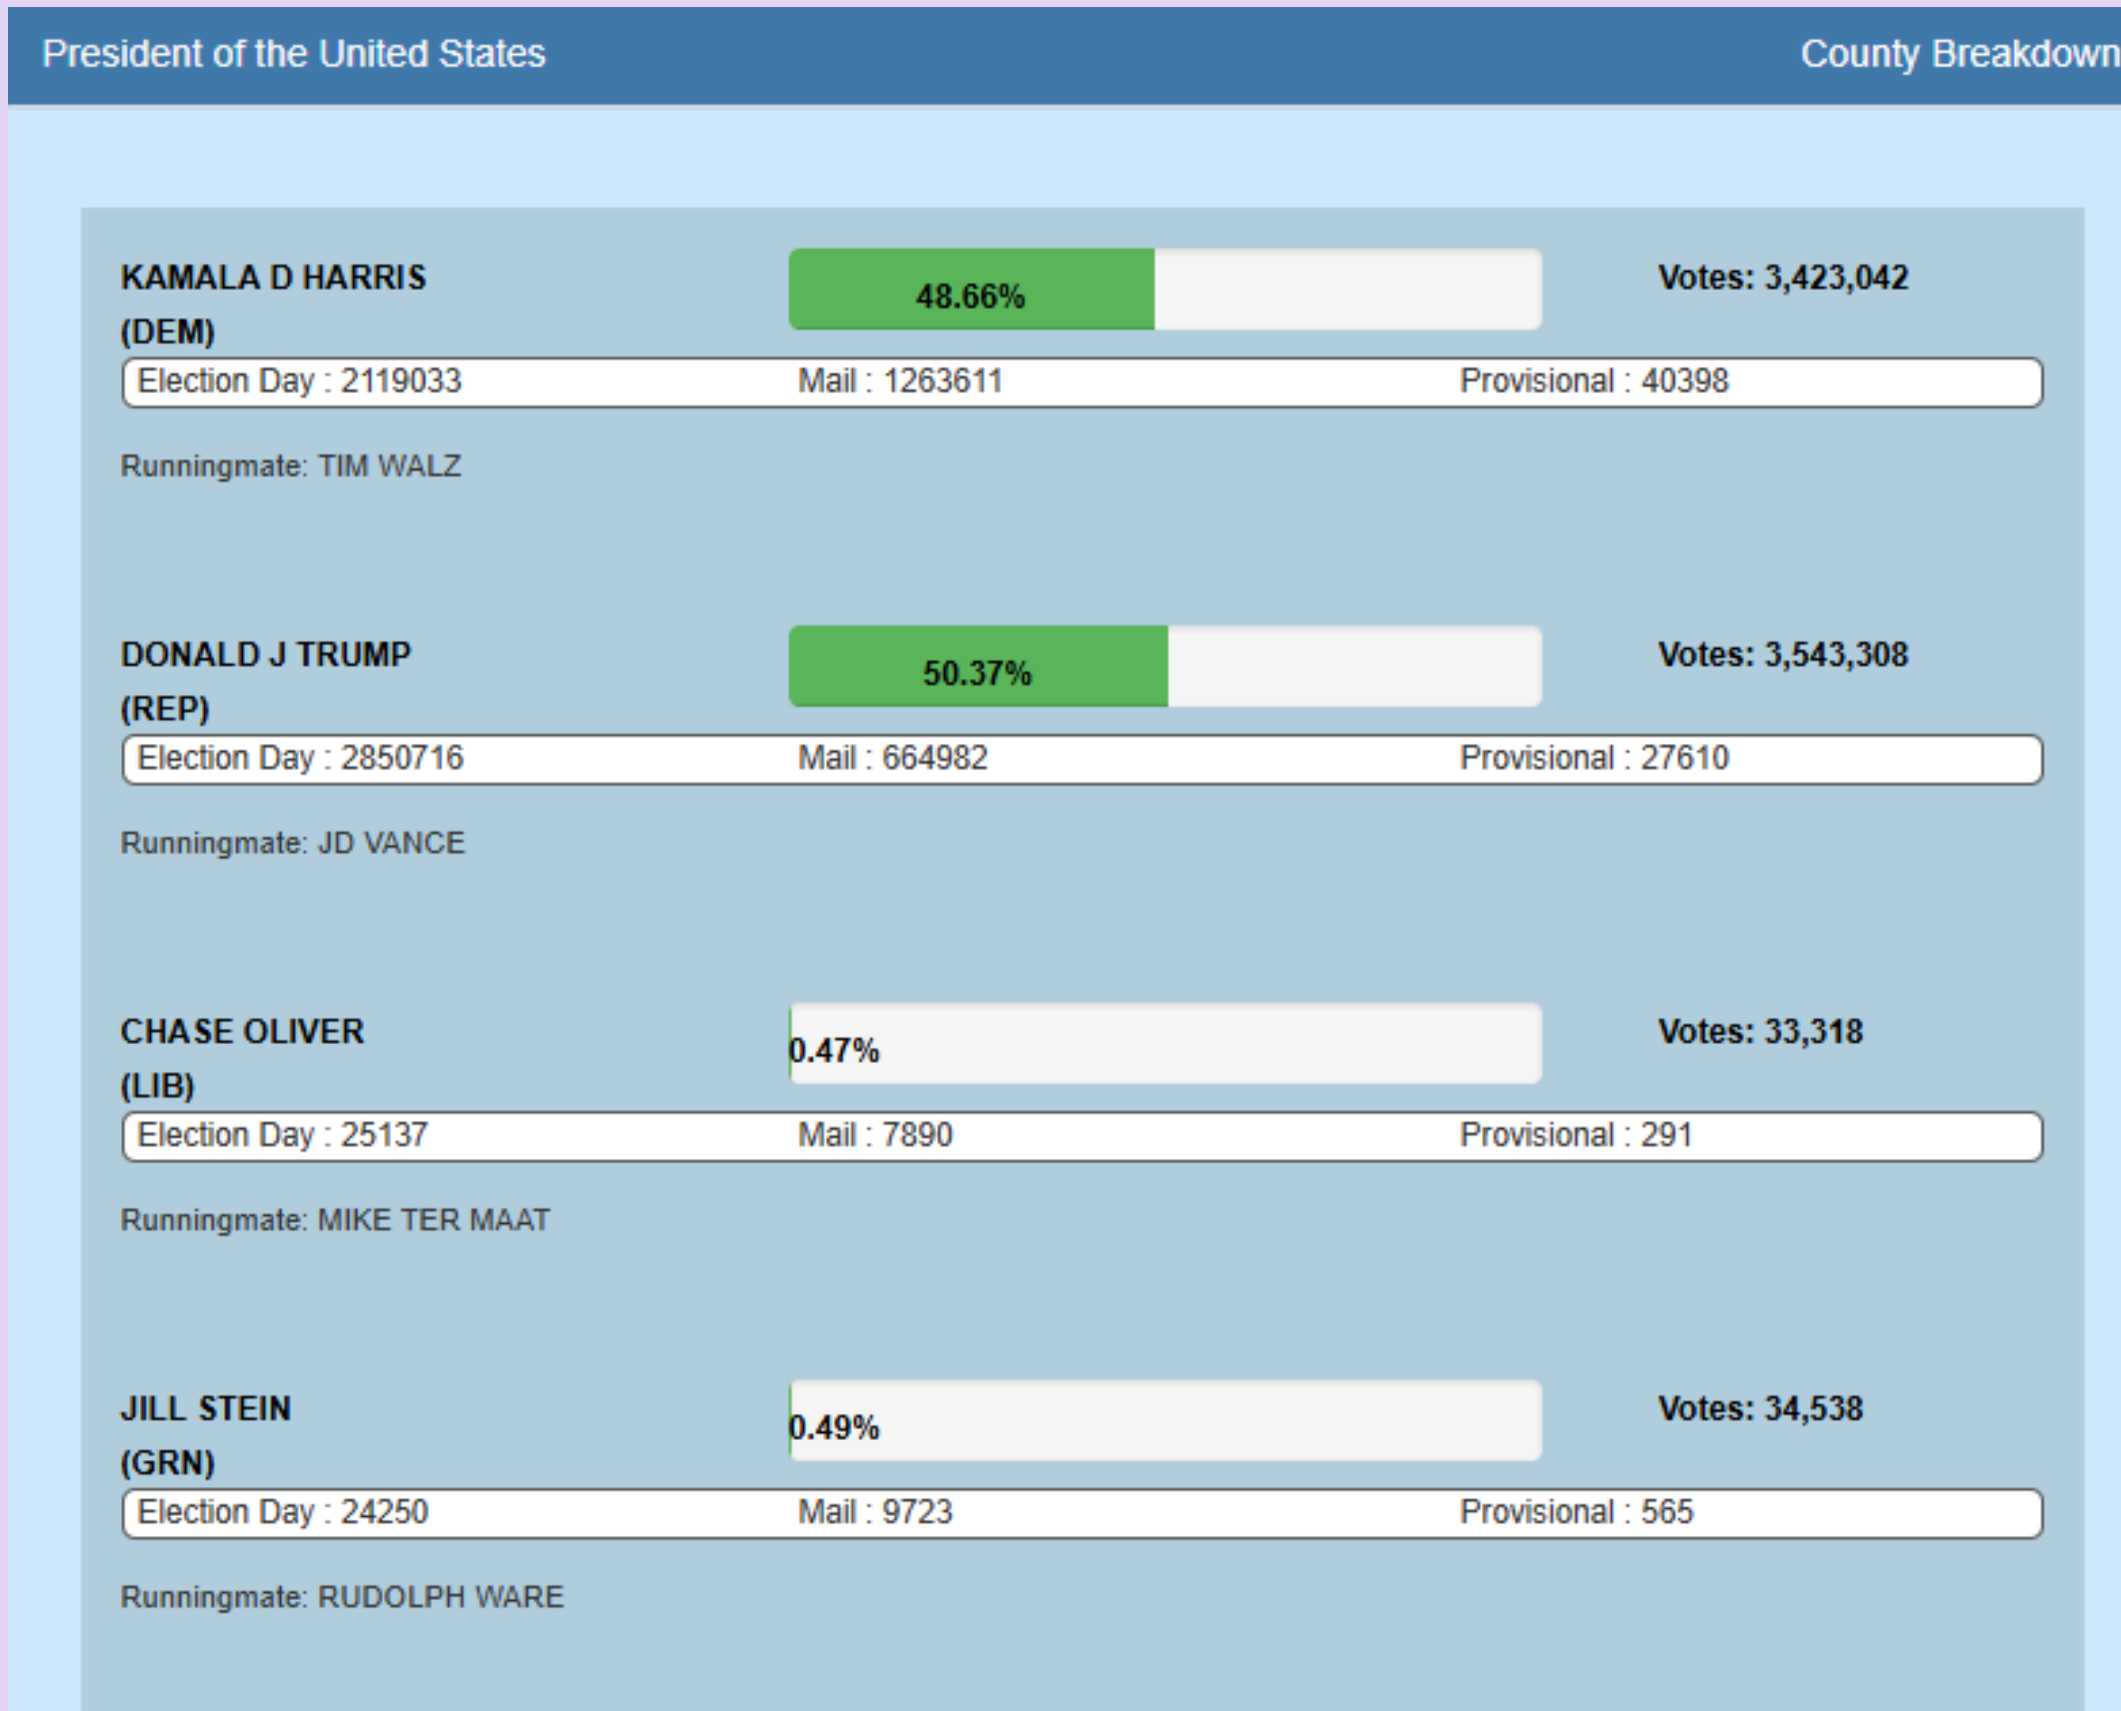 President of the United States County Breakdown
KAMALA D HARRIS 48.66% Votes: 3,423,042
(DEM)
Election Day : 2119033 Mail : 1263611 Provisional : 40398
Runningmate: TIM WALZ
DONALD J TRUMP 50.37% Votes: 3,543,308
(REP)
Election Day : 2850716 Mail : 664982 Provisional : 27610
Runningmate: JD VANCE
CHASE OLIVER 0.47% Votes: 33,318
(LIB)
Election Day : 25137 Mail : 7890 Provisional : 291
Runningmate: MIKE TER MAAT
JILL STEIN 0.49% Votes: 34,538
(GRN)
Election Day : 24250 Mail : 9723 Provisional : 565
Runningmate: RUDOLPH WARE